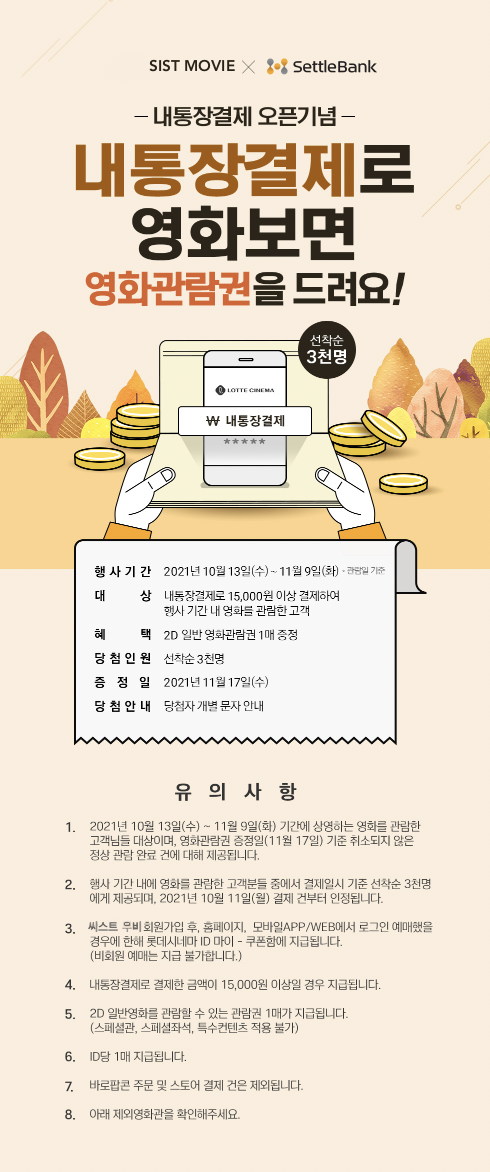 SIST MOVIE × SettleBank
– 내통장결제 오픈기념 –
내통장결제로
영화보면
영화관람권을 드려요!
선착순
3천명
LOTTE CINEMA
₩ 내통장결제
*****
행사기간 2021년 10월 13일(수) ~ 11월 9일(화) - 관람일 기준
대 상 내통장결제로 15,000원 이상 결제하여
행사 기간 내 영화를 관람한 고객
혜 택 2D 일반 영화관람권 1매 증정
당첨인원 선착순 3천명
증 정 일 2021년 11월 17일(수)
당첨안내 당첨자 개별 문자 안내
유 의 사 항
1. 2021년 10월 13일(수) ~ 11월 9일(화) 기간에 상영하는 영화를 관람한
고객님들 대상이며, 영화관람권 증정일(11월 17일) 기준 취소되지 않은
정상 관람 완료 건에 대해 제공됩니다.
2. 행사 기간 내에 영화를 관람한 고객분들 중에서 결제일시 기준 선착순 3천명
에게 제공되며, 2021년 10월 11일(월) 결제 건부터 인정됩니다.
3. 씨스트 무비 회원가입 후, 홈페이지, 모바일APP/WEB에서 로그인 예매했을
경우에 한해 롯데시네마 ID 마이 - 쿠폰함에 지급됩니다.
(비회원 예매는 지급 불가합니다.)
4. 내통장결제로 결제한 금액이 15,000원 이상일 경우 지급됩니다.
5. 2D 일반영화를 관람할 수 있는 관람권 1매가 지급됩니다.
(스페셜관, 스페셜좌석, 특수컨텐츠 적용 불가)
6. ID당 1매 지급됩니다.
7. 바로팝콘 주문 및 스토어 결제 건은 제외됩니다.
8. 아래 제외영화관을 확인해주세요.